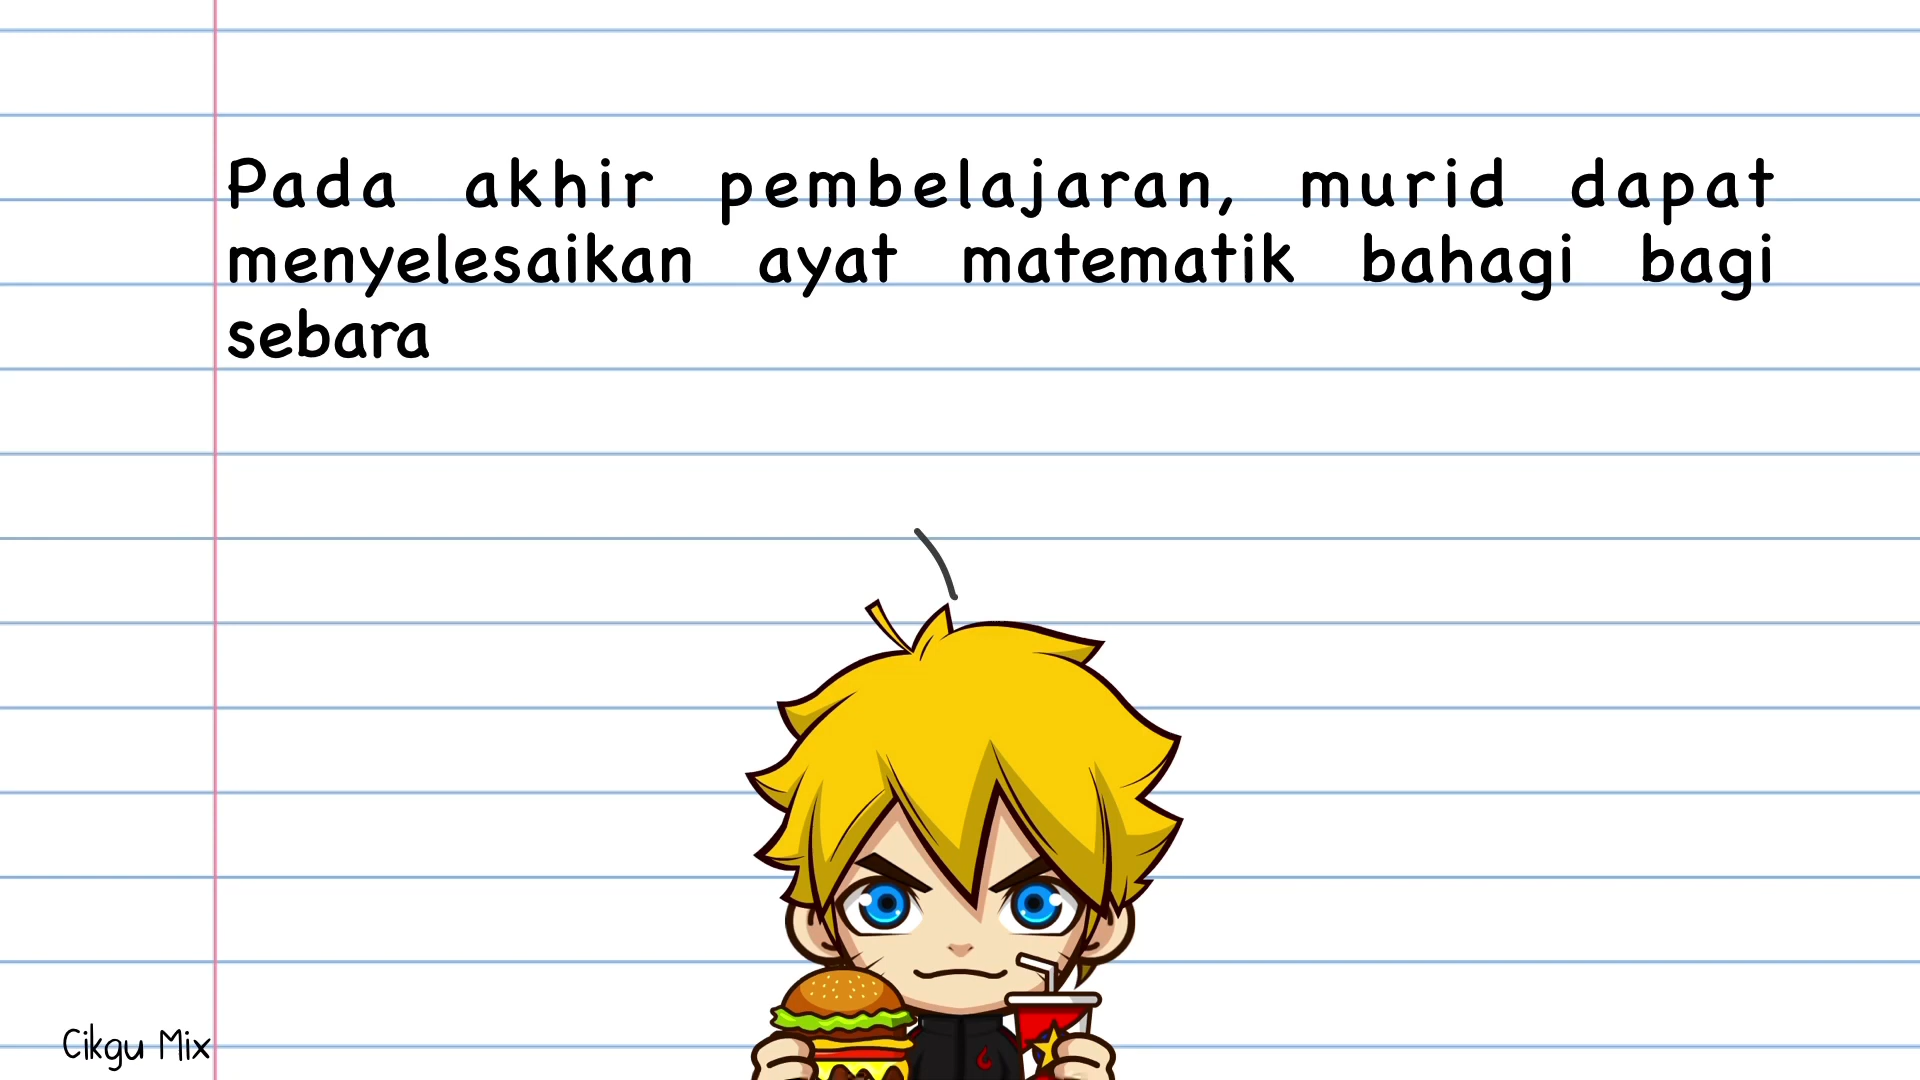 Pada akhir pembelajaran, murid dapat
menyelesaikan ayat matematik bahagi bagi
sebara
Cikgu Mix